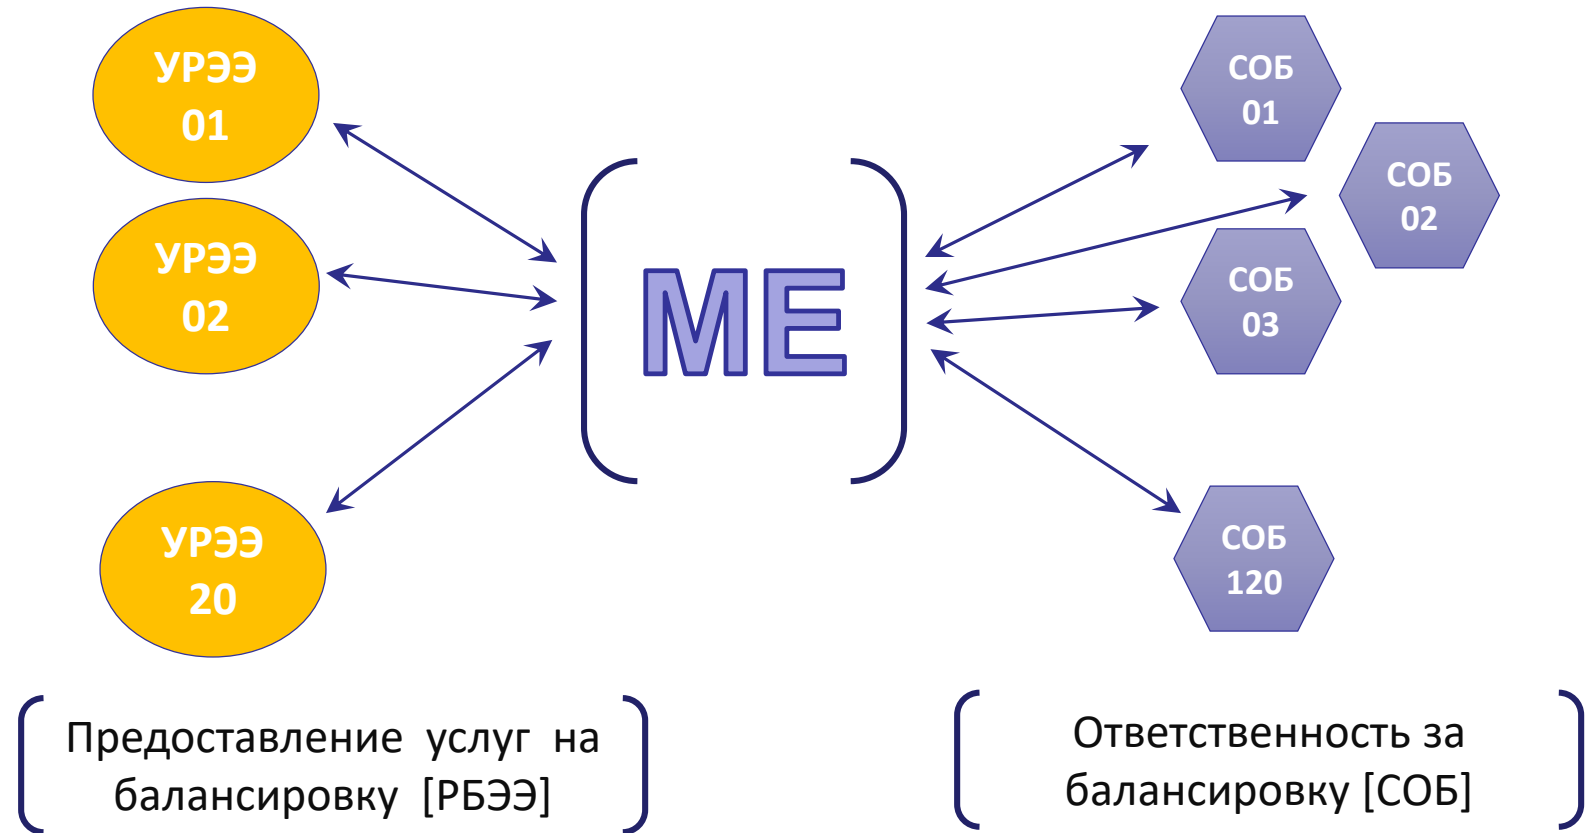 УРЭЭ
01
УРЭЭ
02
УРЭЭ
20
ME
СОБ
01
СОБ
02
СОБ
03
СОБ
120
Предоставление услуг на
балансировку [РБЭЭ]
Ответственность за
балансировку [СОБ]